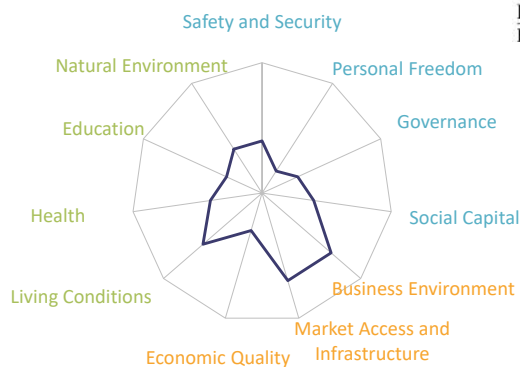 Safety and Security
Natural Environment
Personal Freedom
Education
Governance
Health
Social Capital
Living Conditions
Business Environment
Economic Quality
Market Access and
Infrastructure